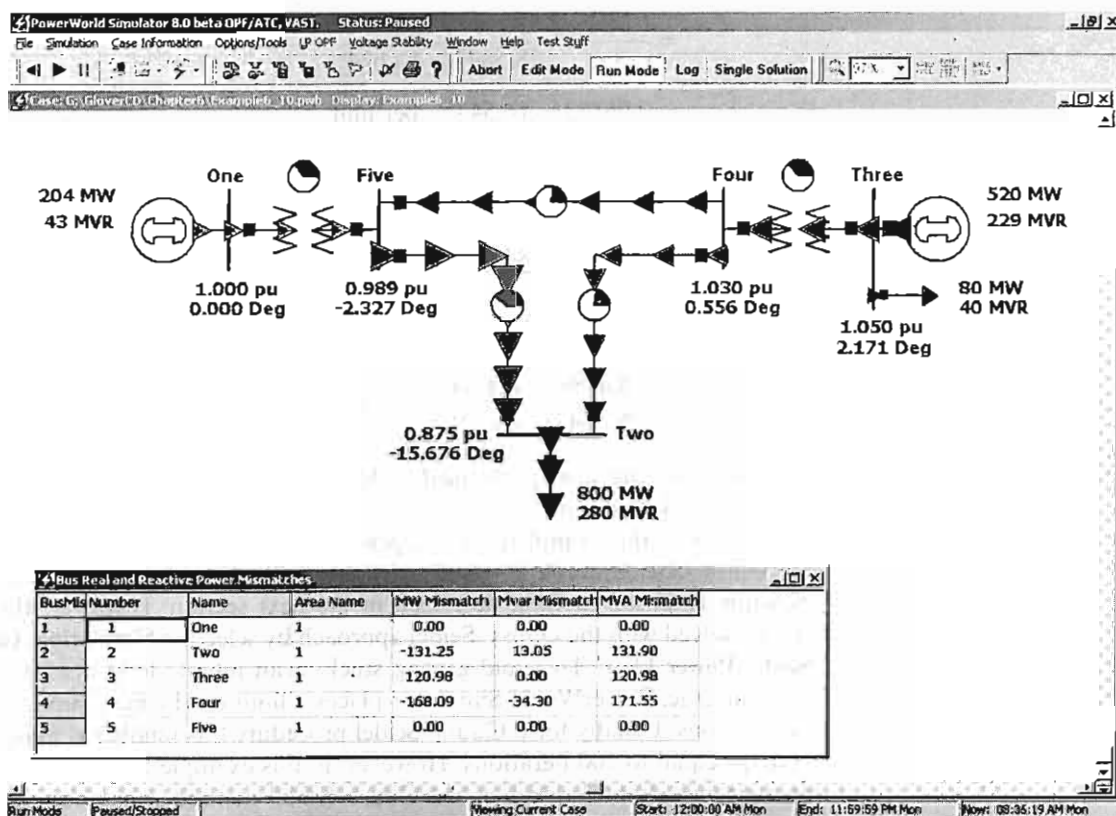 PowerWorld Simulator 8.0 beta OPF/ATC, VAST. Status: Paused
File Simulation Case Information Options/Tools LP OPF Voltage Stability Window Help Test Stuff
Abort Edit Mode Run Mode Log Single Solution 97%
Case: G:\GloverCD\Chapter6\Example6_10.pwb Display: Example6_10
One Five Four Three
204 MW
43 MVR
520 MW
229 MVR
1.000 pu
0.000 Deg
0.989 pu
-2.327 Deg
1.030 pu
0.556 Deg
80 MW
40 MVR
1.050 pu
2.171 Deg
0.875 pu
-15.676 Deg
Two
800 MW
280 MVR
Bus Real and Reactive Power Mismatches
BusMis Number Name Area Name MW Mismatch Mvar Mismatch MVA Mismatch
1 1 One 1 0.00 0.00 0.00
2 2 Two 1 -131.25 13.05 131.90
3 3 Three 1 120.98 0.00 120.98
4 4 Four 1 -168.09 -34.30 171.55
5 5 Five 1 0.00 0.00 0.00
Run Mode Paused/Stopped Viewing Current Case Start: 12:00:00 AM Mon End: 11:59:59 PM Mon Now: 08:36:19 AM Mon